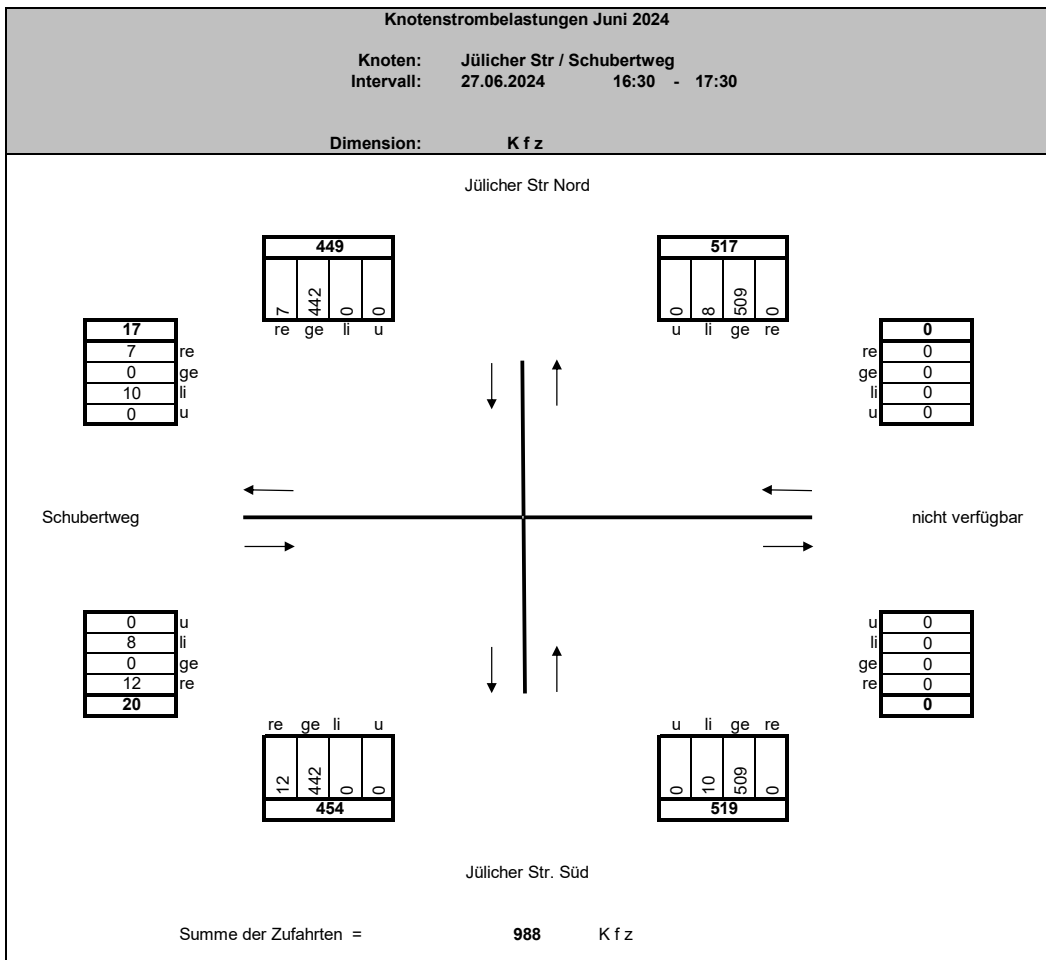 Knotenstrombelastungen Juni 2024
Knoten: Jülicher Str / Schubertweg
Intervall: 27.06.2024 16:30 - 17:30
Dimension: K f z
Jülicher Str Nord
449
7 442 0 0
re ge li u
517
0 8 509 0
u li ge re
17
7 re
0 ge
10 li
0 u
0
re 0
ge 0
li 0
u 0
Schubertweg
nicht verfügbar
0 u
8 li
0 ge
12 re
20
u 0
li 0
ge 0
re 0
0
re ge li u
12 442 0 0
454
u li ge re
0 10 509 0
519
Jülicher Str. Süd
Summe der Zufahrten = 988 K f z